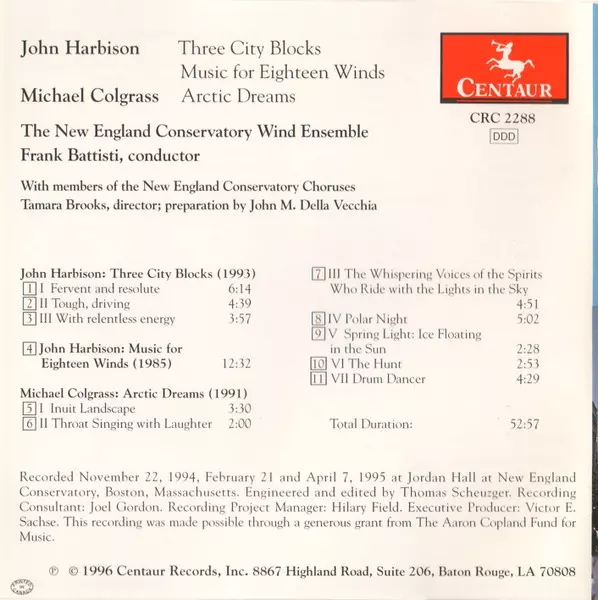 John Harbison Three City Blocks
Music for Eighteen Winds
Michael Colgrass Arctic Dreams
The New England Conservatory Wind Ensemble
Frank Battisti, conductor
With members of the New England Conservatory Choruses
Tamara Brooks, director; preparation by John M. Della Vecchia
CENTAUR
CRC 2288
DDD
John Harbison: Three City Blocks (1993)
1 I Fervent and resolute 6:14
2 II Tough, driving 4:39
3 III With relentless energy 3:57
4 John Harbison: Music for
Eighteen Winds (1985) 12:32
Michael Colgrass: Arctic Dreams (1991)
5 I Inuit Landscape 3:30
6 II Throat Singing with Laughter 2:00
7 III The Whispering Voices of the Spirits
Who Ride with the Lights in the Sky
4:51
8 IV Polar Night 5:02
9 V Spring Light: Ice Floating
in the Sun 2:28
10 VI The Hunt 2:53
11 VII Drum Dancer 4:29
Total Duration: 52:57
Recorded November 22, 1994, February 21 and April 7, 1995 at Jordan Hall at New England
Conservatory, Boston, Massachusetts. Engineered and edited by Thomas Scheuzger. Recording
Consultant: Joel Gordon. Recording Project Manager: Hilary Field. Executive Producer: Victor E.
Sachse. This recording was made possible through a generous grant from The Aaron Copland Fund for
Music.
PRINTED IN CANADA
℗ © 1996 Centaur Records, Inc. 8867 Highland Road, Suite 206, Baton Rouge, LA 70808